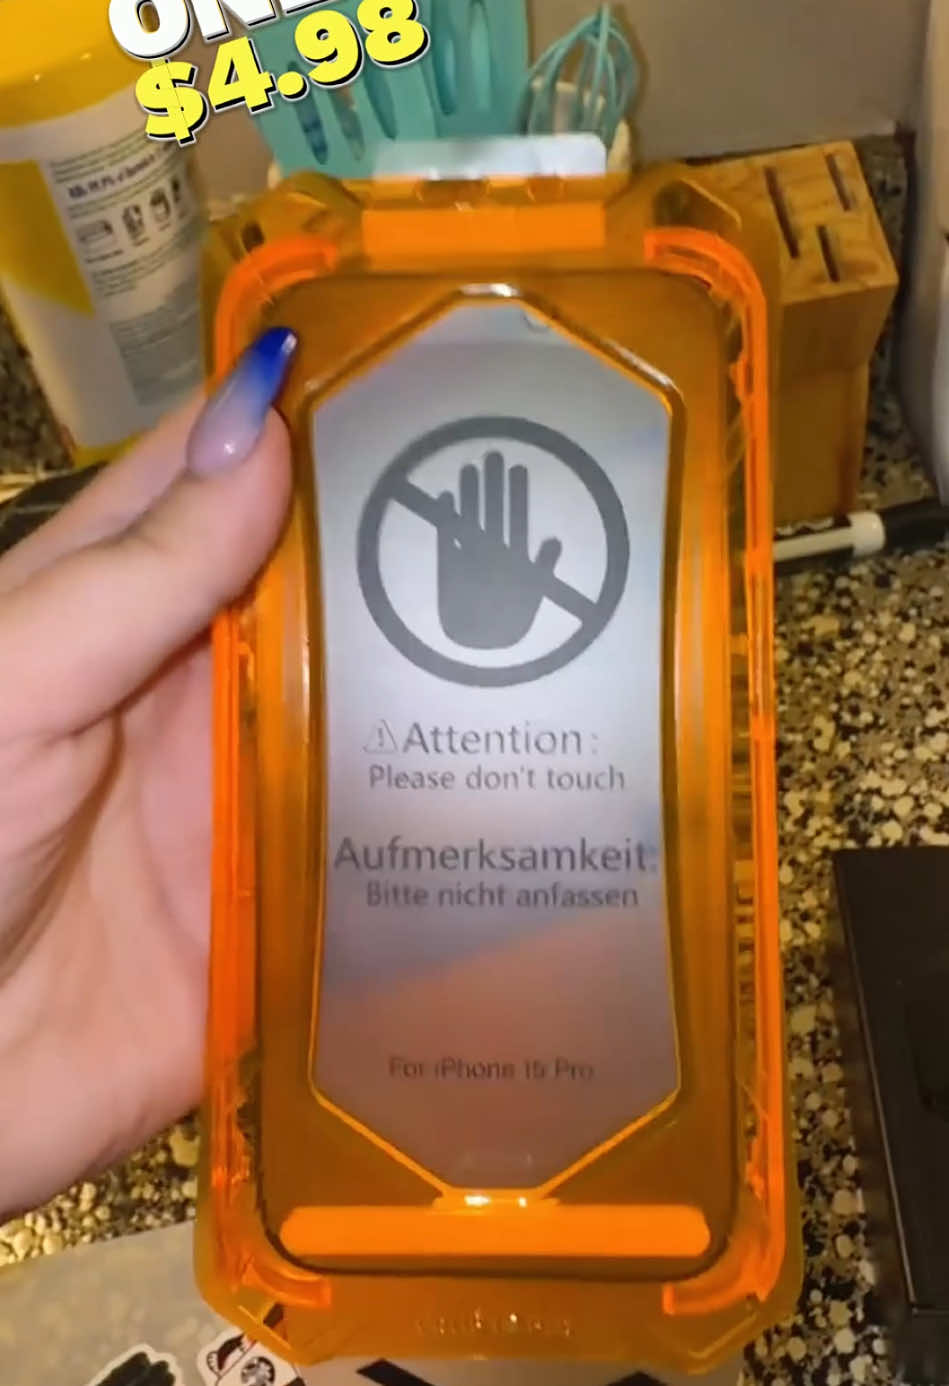 $4.98
Attention:
Please don't touch
Aufmerksamkeit:
Bitte nicht anfassen
For iPhone 15 Pro